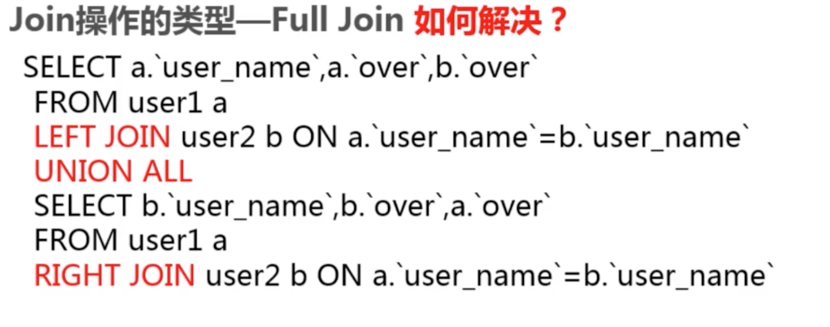 Join操作的类型—Full Join 如何解决？
SELECT a.`user_name`,a.`over`,b.`over`
FROM user1 a
LEFT JOIN user2 b ON a.`user_name`=b.`user_name`
UNION ALL
SELECT b.`user_name`,b.`over`,a.`over`
FROM user1 a
RIGHT JOIN user2 b ON a.`user_name`=b.`user_name`